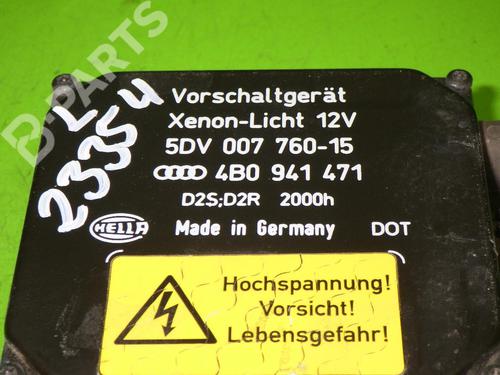 B-PARTS
L
23354
Vorschaltgerät
Xenon-Licht 12V
5DV 007 760-15
4B0 941 471
D2S;D2R 2000h
HELLA Made in Germany DOT
Hochspannung!
Vorsicht!
Lebensgefahr!